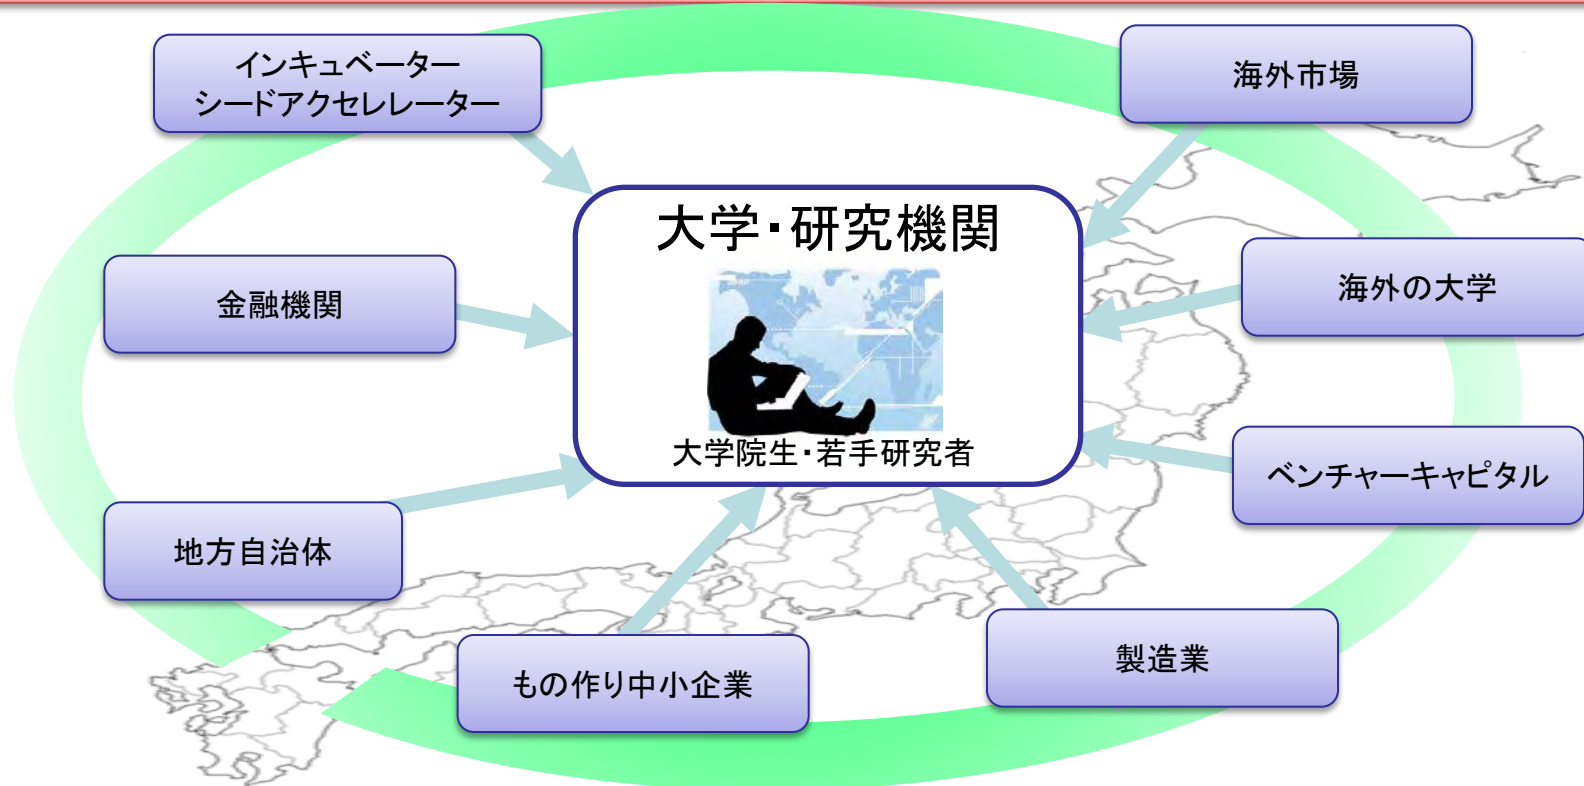 インキュベーター
シードアクセレレーター
海外市場
大学・研究機関
金融機関
海外の大学
大学院生・若手研究者
ベンチャーキャピタル
地方自治体
もの作り中小企業
製造業